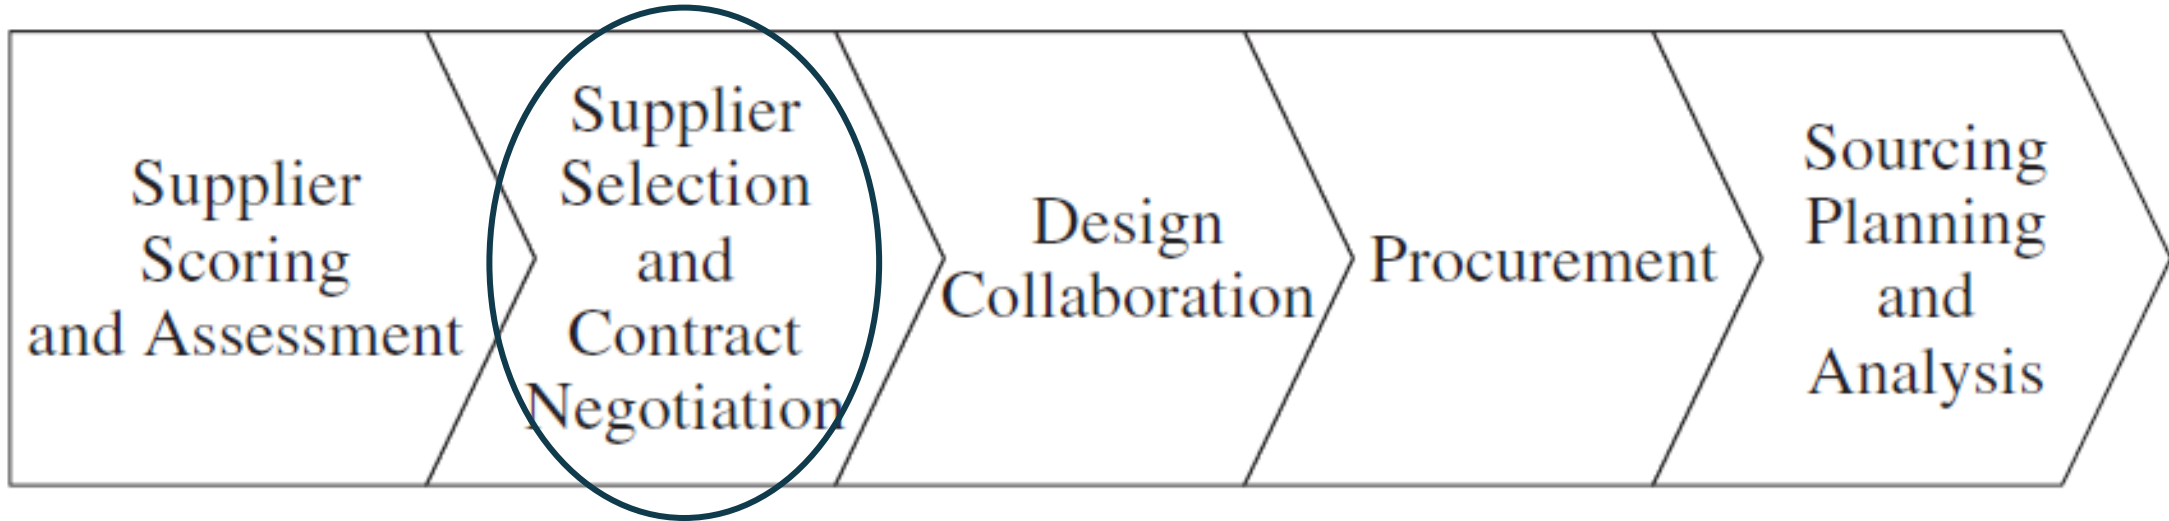 Supplier
Scoring
and Assessment
Supplier
Selection
and
Contract
Negotiation
Design
Collaboration
Procurement
Sourcing
Planning
and
Analysis